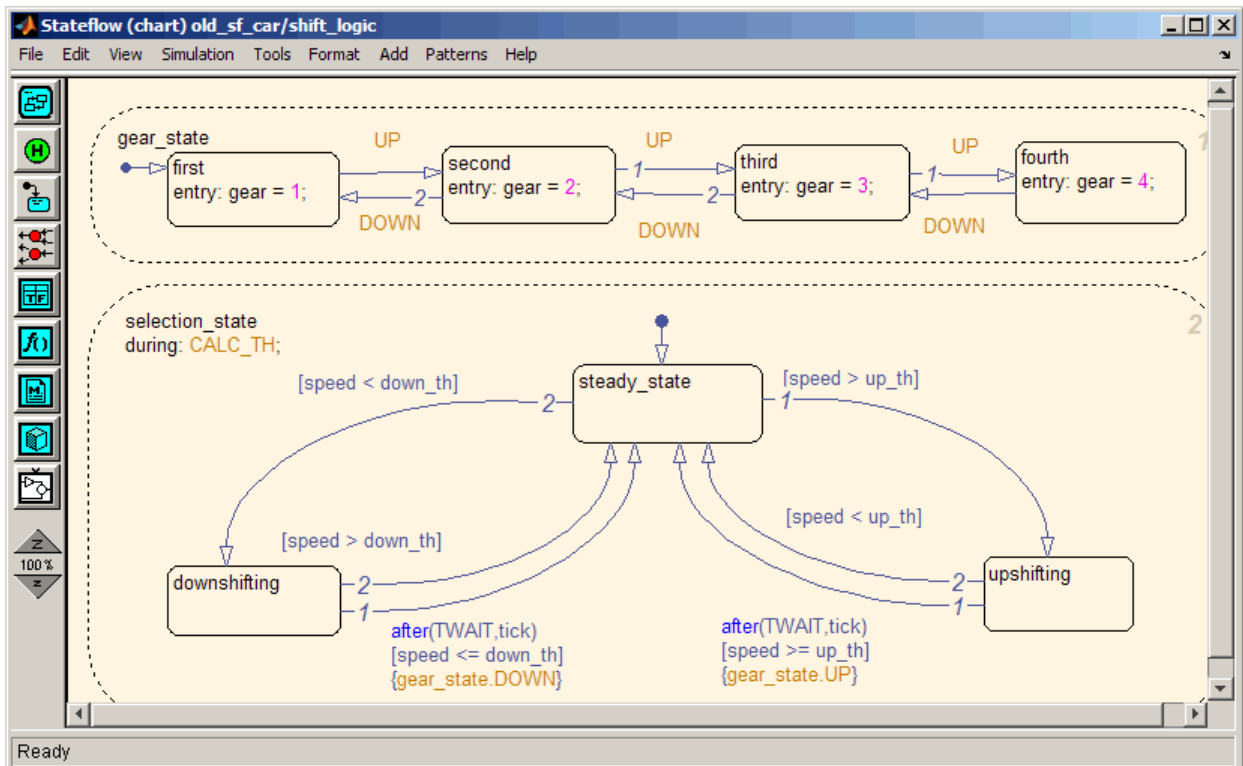 Stateflow (chart) old_sf_car/shift_logic
File Edit View Simulation Tools Format Add Patterns Help
gear_state
1
UP
UP
UP
first
entry: gear = 1;
second
entry: gear = 2;
third
entry: gear = 3;
fourth
entry: gear = 4;
1
1
2
2
DOWN
DOWN
DOWN
selection_state
during: CALC_TH;
2
[speed < down_th]
steady_state
[speed > up_th]
2
1
[speed > down_th]
[speed < up_th]
downshifting
upshifting
2
1
2
1
after(TWAIT,tick)
[speed <= down_th]
{gear_state.DOWN}
after(TWAIT,tick)
[speed >= up_th]
{gear_state.UP}
H
TF
f()
M
Z
100%
z
Ready